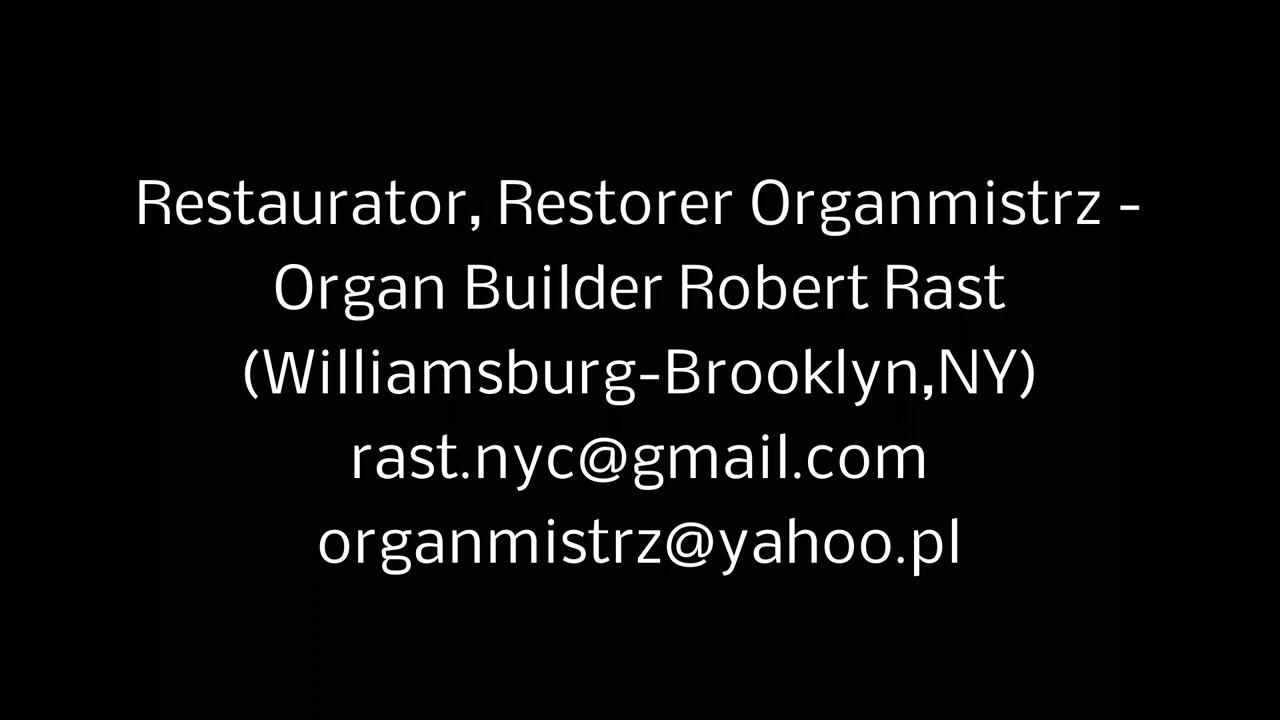 Restaurator, Restorer Organmistrz -
Organ Builder Robert Rast
(Williamsburg-Brooklyn,NY)
rast.nyc@gmail.com
organmistrz@yahoo.pl